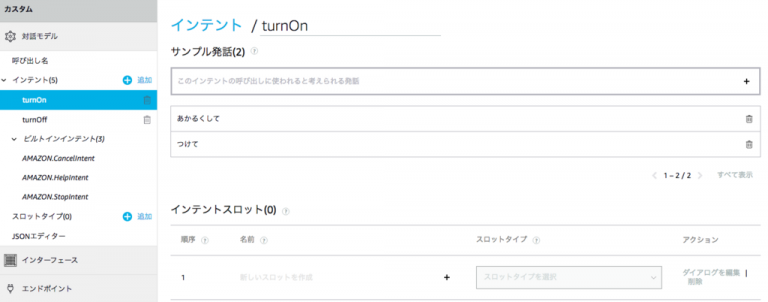 カスタム
対話モデル
呼び出し名
インテント(5) 追加
turnOn
turnOff
ビルトインインテント(3)
AMAZON.CancelIntent
AMAZON.HelpIntent
AMAZON.StopIntent
スロットタイプ(0) 追加
JSONエディター
インターフェース
エンドポイント
インテント / turnOn
サンプル発話(2) ?
このインテントの呼び出しに使われると考えられる発話 +
あかるくして
つけて
< 1 – 2 / 2 > すべて表示
インテントスロット(0) ?
順序 ? 名前 ? スロットタイプ ? アクション
1 新しいスロットを作成 + スロットタイプを選択 ダイアログを編集 |
削除